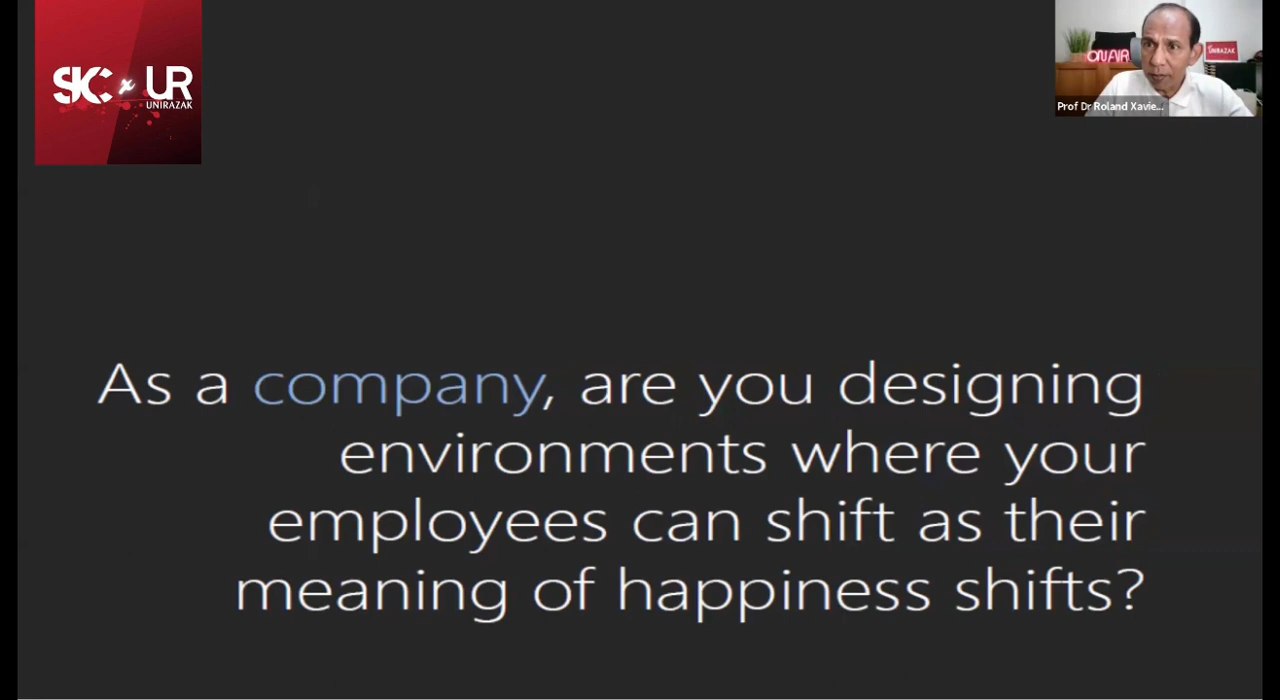 SKC x UR
UNIRAZAK
ON AIR
UNIRAZAK
Prof Dr Roland Xavie...
As a company, are you designing
environments where your
employees can shift as their
meaning of happiness shifts?